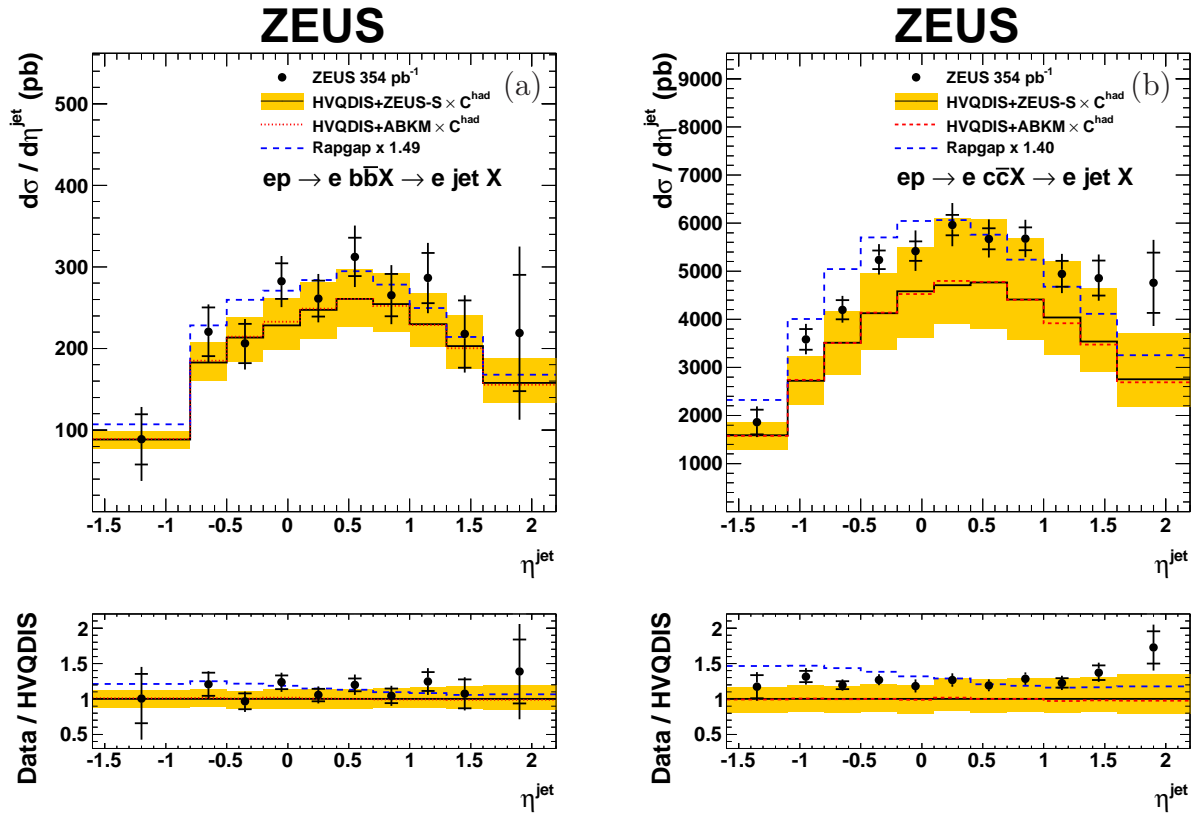 ZEUS
dσ / dη^jet (pb)
500
400
300
200
100
ZEUS 354 pb⁻¹
(a)
HVQDIS+ZEUS-S × C^had
HVQDIS+ABKM × C^had
Rapgap x 1.49
ep → e bb̅X → e jet X
-1.5 -1 -0.5 0 0.5 1 1.5 2
η^jet
Data / HVQDIS
2
1.5
1
0.5
-1.5 -1 -0.5 0 0.5 1 1.5 2
η^jet
ZEUS
dσ / dη^jet (pb)
9000
8000
7000
6000
5000
4000
3000
2000
1000
ZEUS 354 pb⁻¹
(b)
HVQDIS+ZEUS-S × C^had
HVQDIS+ABKM × C^had
Rapgap x 1.40
ep → e cc̅X → e jet X
-1.5 -1 -0.5 0 0.5 1 1.5 2
η^jet
Data / HVQDIS
2
1.5
1
0.5
-1.5 -1 -0.5 0 0.5 1 1.5 2
η^jet